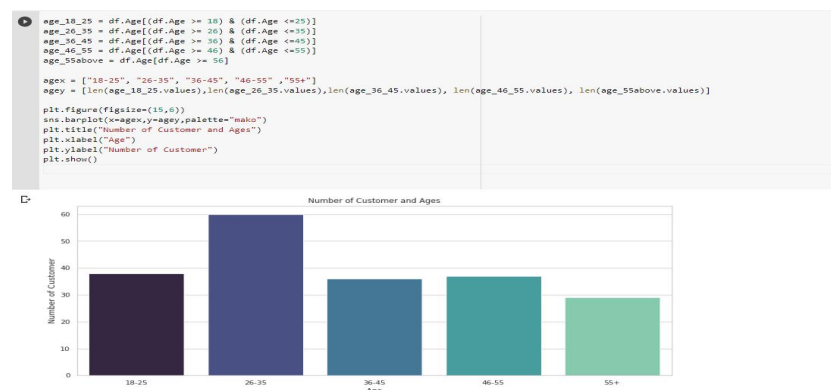 age_18_25 = df.Age[(df.Age >= 18) & (df.Age <=25)]
age_26_35 = df.Age[(df.Age >= 26) & (df.Age <=35)]
age_36_45 = df.Age[(df.Age >= 36) & (df.Age <=45)]
age_46_55 = df.Age[(df.Age >= 46) & (df.Age <=55)]
age_55above = df.Age[df.Age >= 56]
agex = ["18-25", "26-35", "36-45", "46-55" ,"55+"]
agey = [len(age_18_25.values),len(age_26_35.values),len(age_36_45.values), len(age_46_55.values), len(age_55above.values)]
plt.figure(figsize=(15,6))
sns.barplot(x=agex,y=agey,palette="mako")
plt.title("Number of Customer and Ages")
plt.xlabel("Age")
plt.ylabel("Number of Customer")
plt.show()
Number of Customer and Ages
Number of Customer
60
50
40
30
20
10
0
18-25 26-35 36-45 46-55 55+
Age